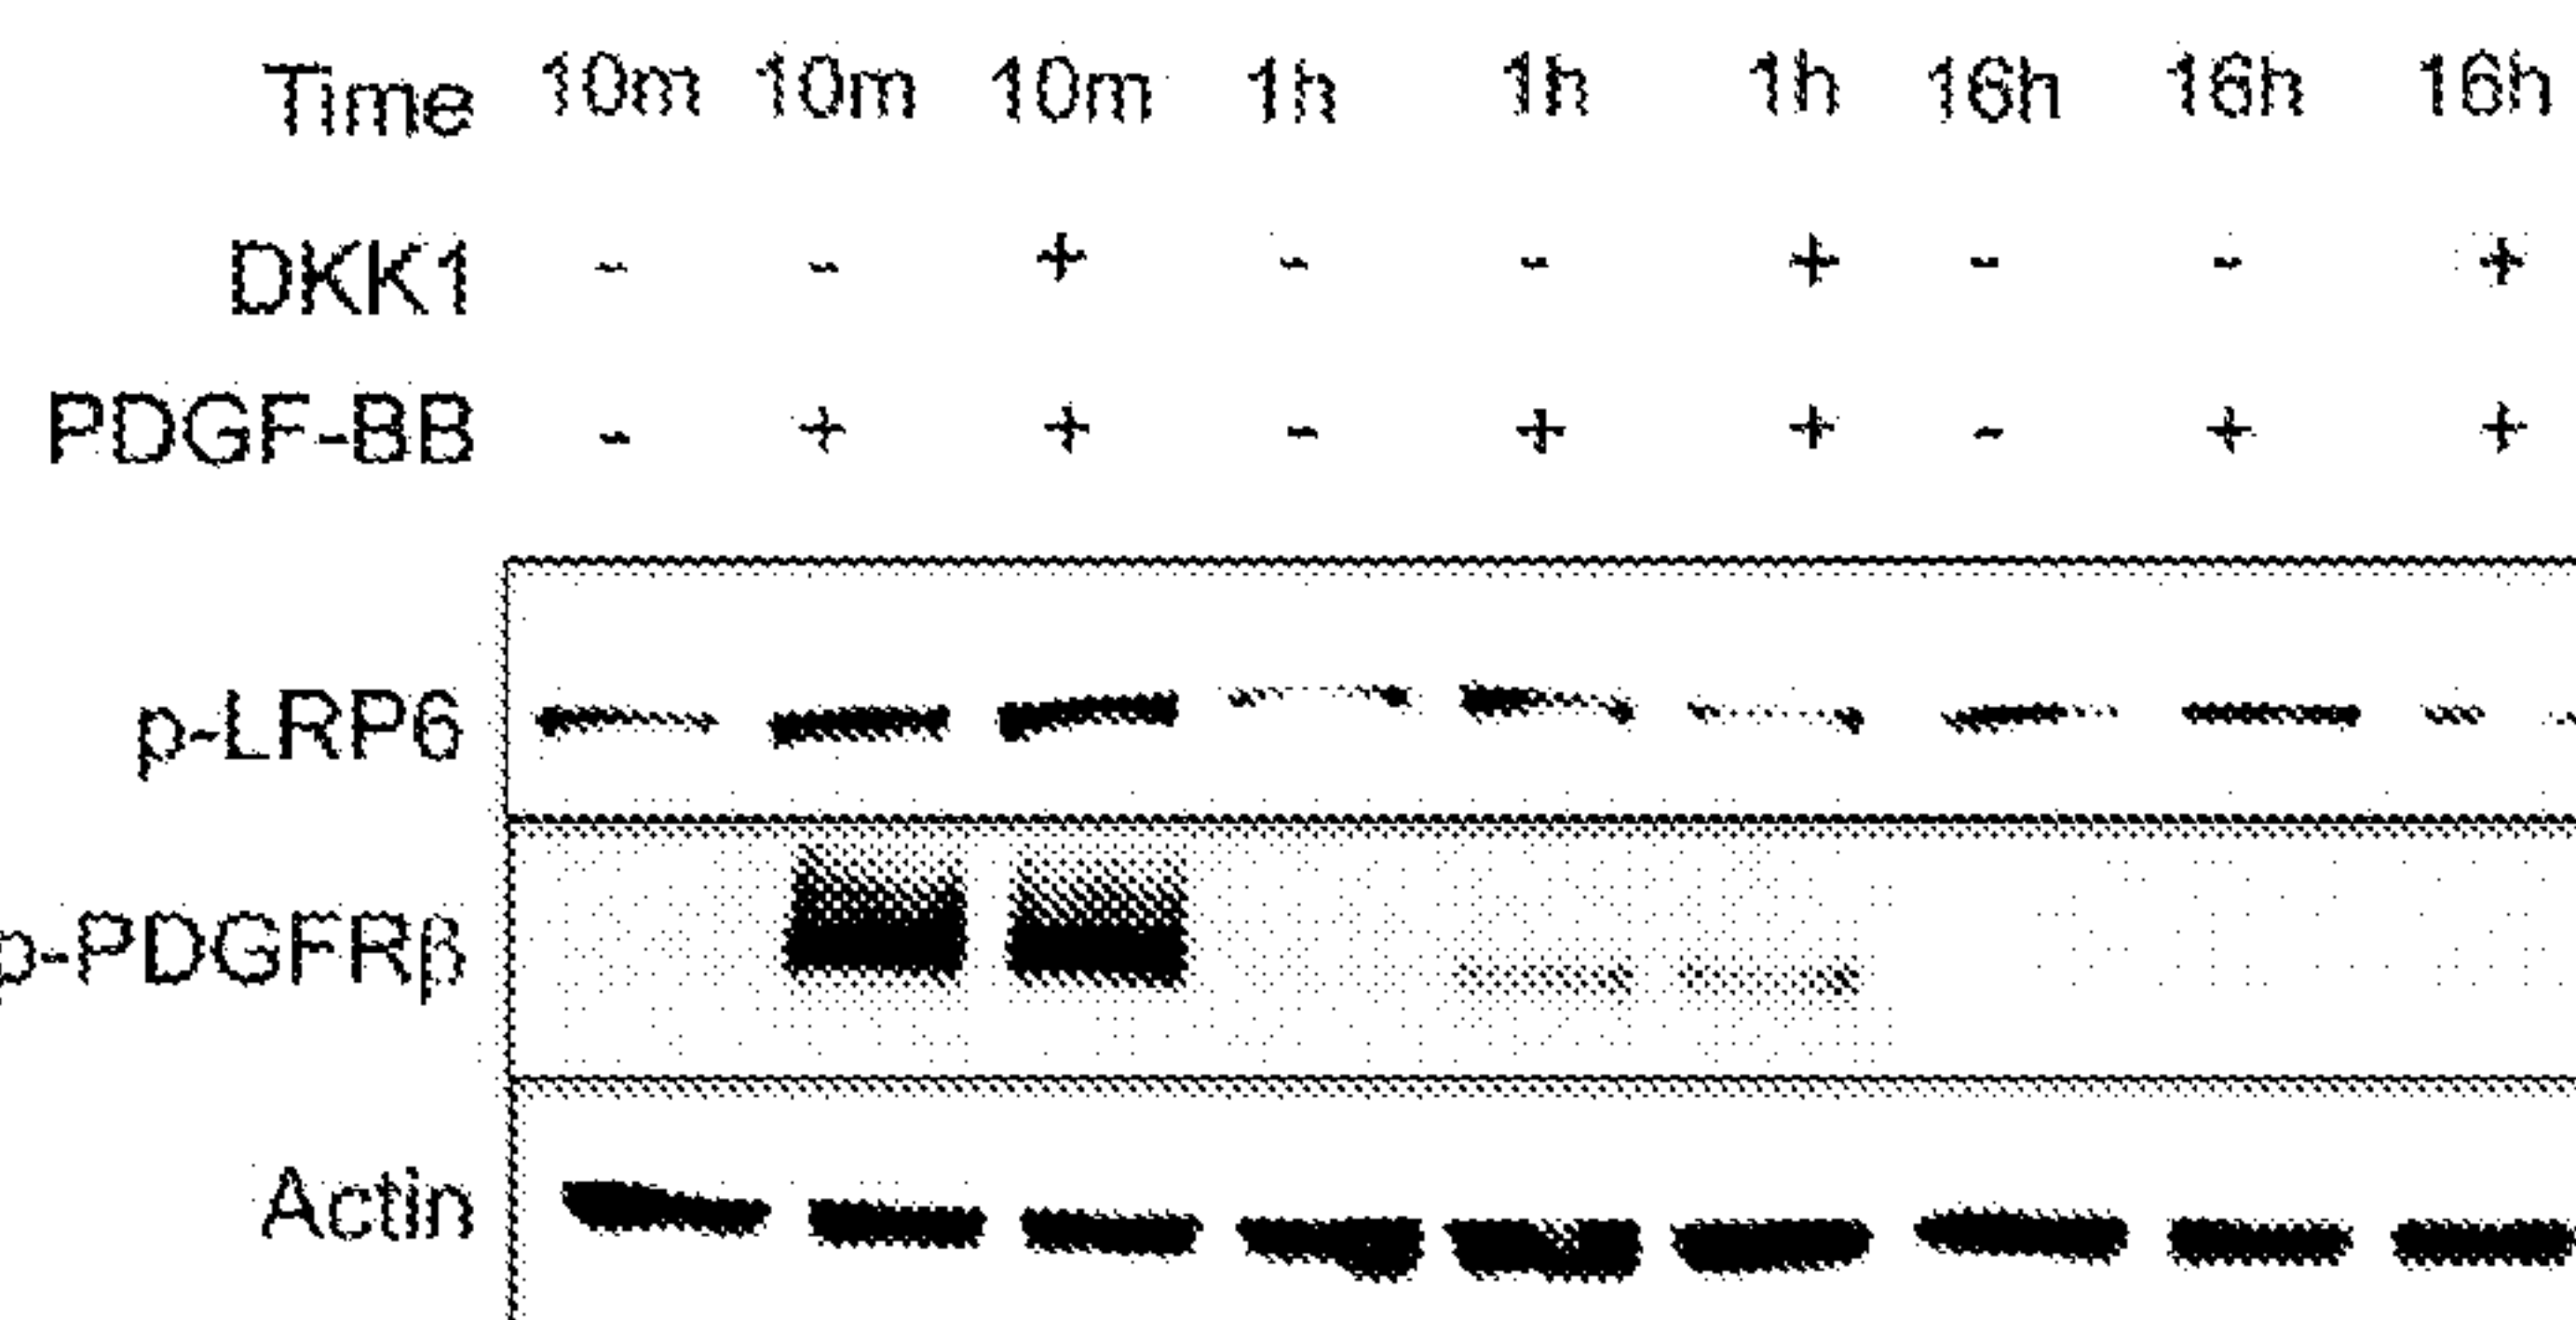 Time 10m 10m 10m 1h 1h 1h 16h 16h 16h
DKK1 - - + - - + - - +
PDGF-BB - + + - + + - + +
p-LRP6
p-PDGFRβ
Actin